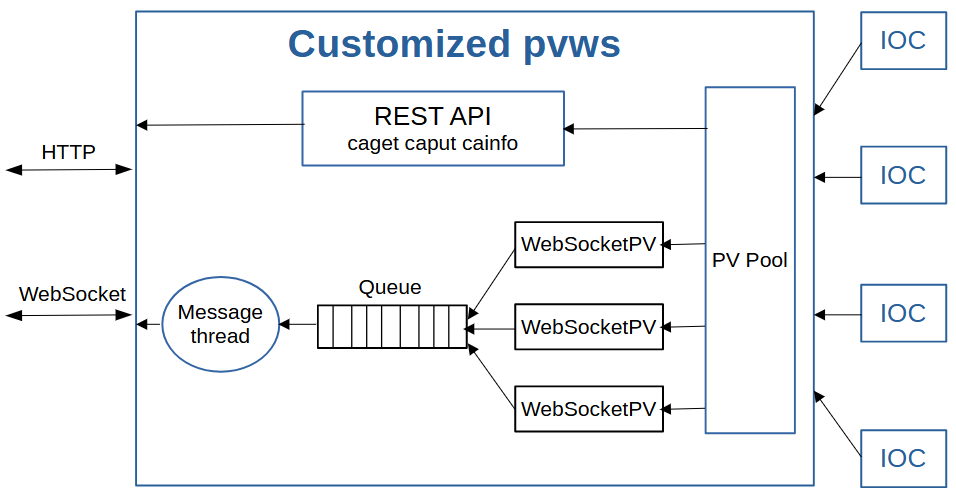 Customized pvws
IOC
REST API
caget caput cainfo
HTTP
IOC
WebSocketPV
PV Pool
WebSocket
Queue
Message
thread
WebSocketPV
IOC
WebSocketPV
IOC